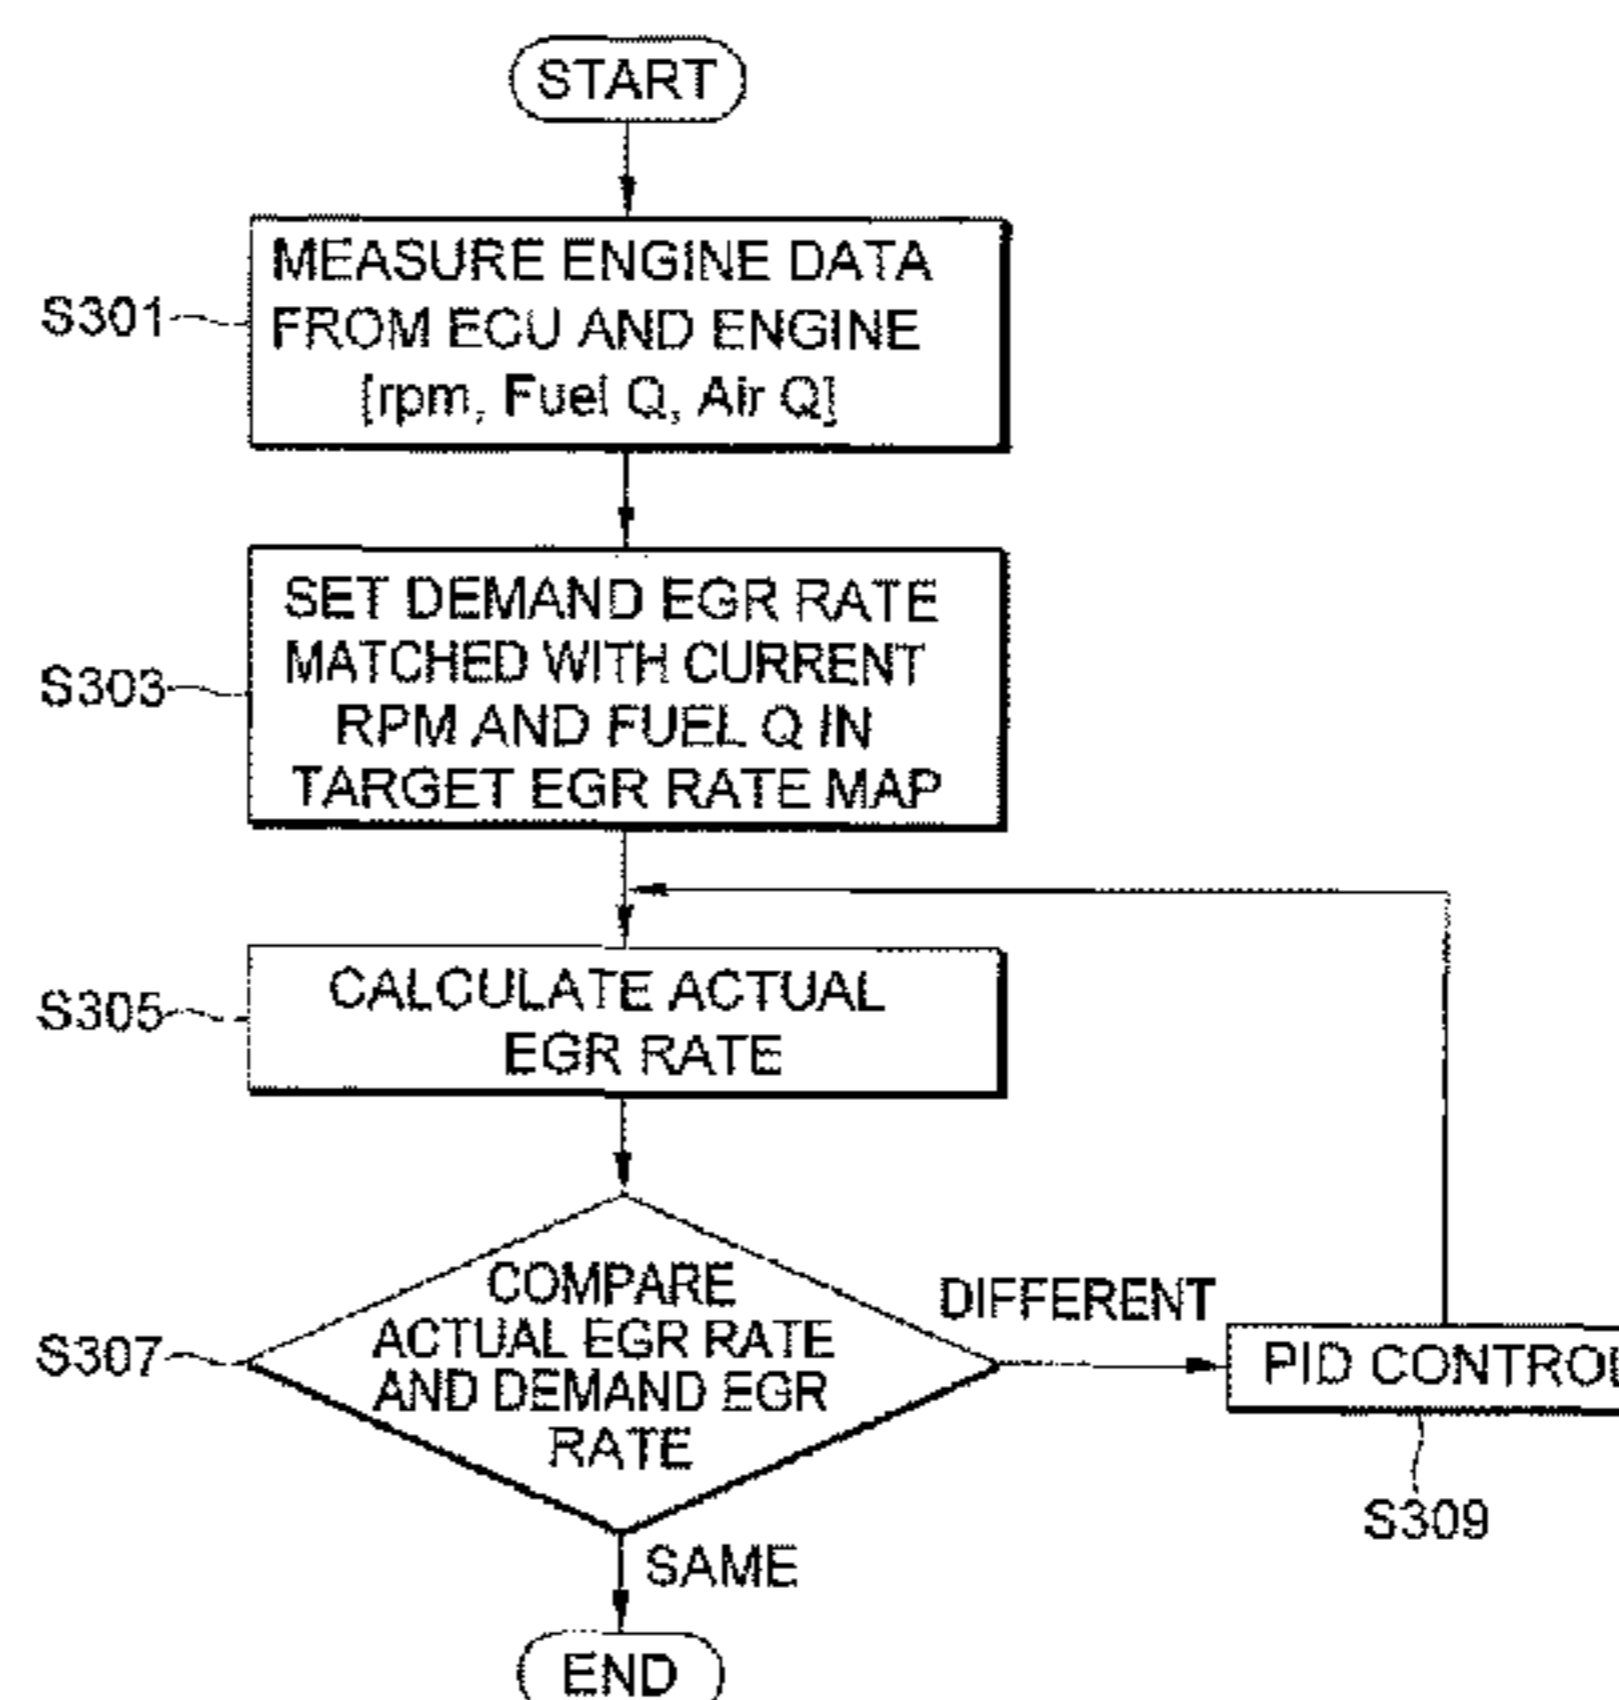 START
MEASURE ENGINE DATA
FROM ECU AND ENGINE
[rpm, Fuel Q, Air Q]
S301
SET DEMAND EGR RATE
MATCHED WITH CURRENT
RPM AND FUEL Q IN
TARGET EGR RATE MAP
S303
CALCULATE ACTUAL
EGR RATE
S305
COMPARE
ACTUAL EGR RATE
AND DEMAND EGR
RATE
S307
DIFFERENT
PID CONTROL
S309
SAME
END